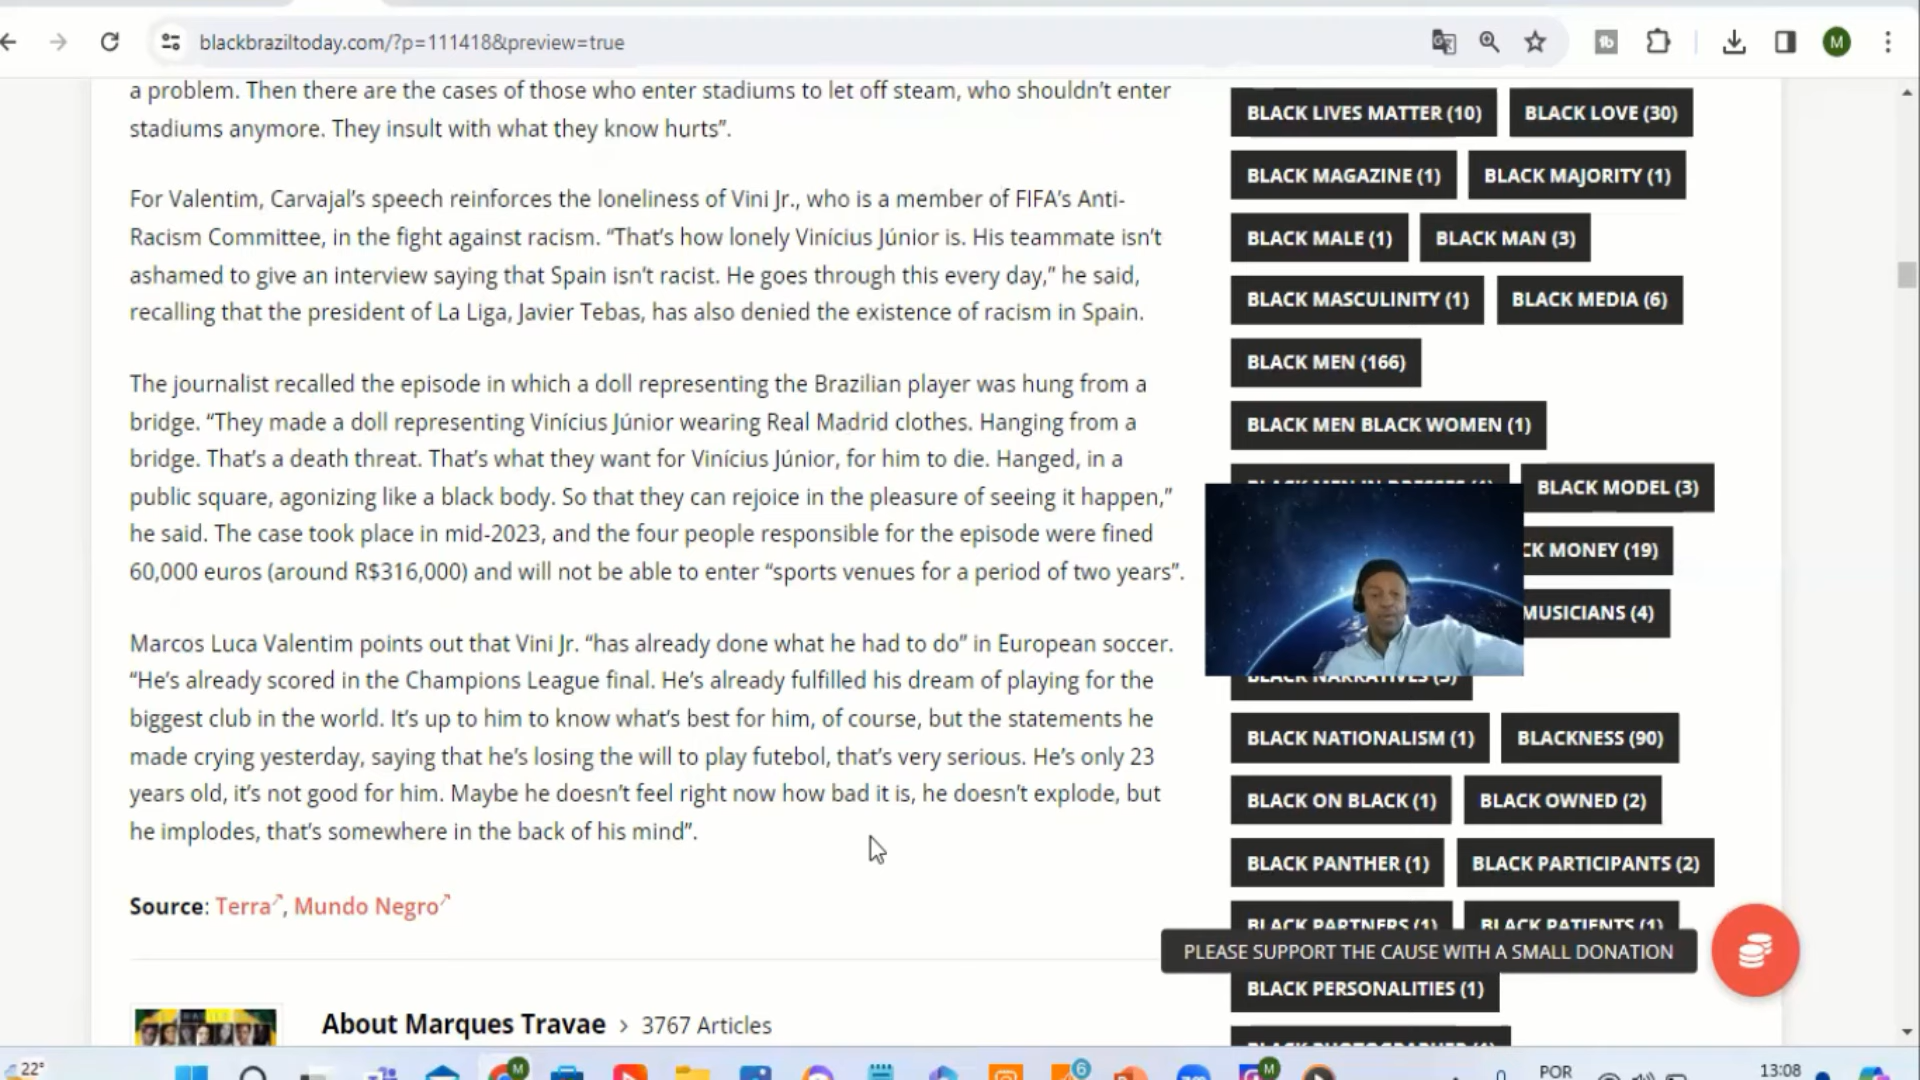 blackbraziltoday.com/?p=111418&preview=true
M
a problem. Then there are the cases of those who enter stadiums to let off steam, who shouldn't enter
stadiums anymore. They insult with what they know hurts”.
For Valentim, Carvajal’s speech reinforces the loneliness of Vini Jr., who is a member of FIFA’s Anti-
Racism Committee, in the fight against racism. “That’s how lonely Vinícius Júnior is. His teammate isn’t
ashamed to give an interview saying that Spain isn’t racist. He goes through this every day,” he said,
recalling that the president of La Liga, Javier Tebas, has also denied the existence of racism in Spain.
The journalist recalled the episode in which a doll representing the Brazilian player was hung from a
bridge. “They made a doll representing Vinícius Júnior wearing Real Madrid clothes. Hanging from a
bridge. That’s a death threat. That’s what they want for Vinícius Júnior, for him to die. Hanged, in a
public square, agonizing like a black body. So that they can rejoice in the pleasure of seeing it happen,”
he said. The case took place in mid-2023, and the four people responsible for the episode were fined
60,000 euros (around R$316,000) and will not be able to enter “sports venues for a period of two years”.
Marcos Luca Valentim points out that Vini Jr. “has already done what he had to do” in European soccer.
“He’s already scored in the Champions League final. He’s already fulfilled his dream of playing for the
biggest club in the world. It’s up to him to know what’s best for him, of course, but the statements he
made crying yesterday, saying that he’s losing the will to play futebol, that’s very serious. He’s only 23
years old, it’s not good for him. Maybe he doesn’t feel right now how bad it is, he doesn’t explode, but
he implodes, that’s somewhere in the back of his mind”.
Source: Terra, Mundo Negro
About Marques Travae > 3767 Articles
BLACK LIVES MATTER (10) BLACK LOVE (30)
BLACK MAGAZINE (1) BLACK MAJORITY (1)
BLACK MALE (1) BLACK MAN (3)
BLACK MASCULINITY (1) BLACK MEDIA (6)
BLACK MEN (166)
BLACK MEN BLACK WOMEN (1)
BLACK MEN IN DRESSES (1) BLACK MODEL (3)
CK MONEY (19)
MUSICIANS (4)
BLACK NARRATIVES (3)
BLACK NATIONALISM (1) BLACKNESS (90)
BLACK ON BLACK (1) BLACK OWNED (2)
BLACK PANTHER (1) BLACK PARTICIPANTS (2)
BLACK PARTNERS (1) BLACK PATIENTS (1)
PLEASE SUPPORT THE CAUSE WITH A SMALL DONATION
BLACK PERSONALITIES (1)
BLACK PHOTOGRAPHER (1)
22° M 6 M POR 13:08